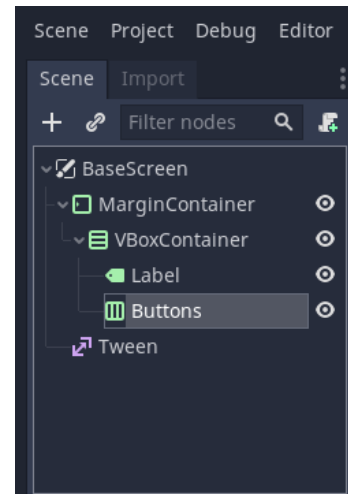 Scene Project Debug Editor
Scene Import
Filter nodes
BaseScreen
MarginContainer
VBoxContainer
Label
Buttons
Tween